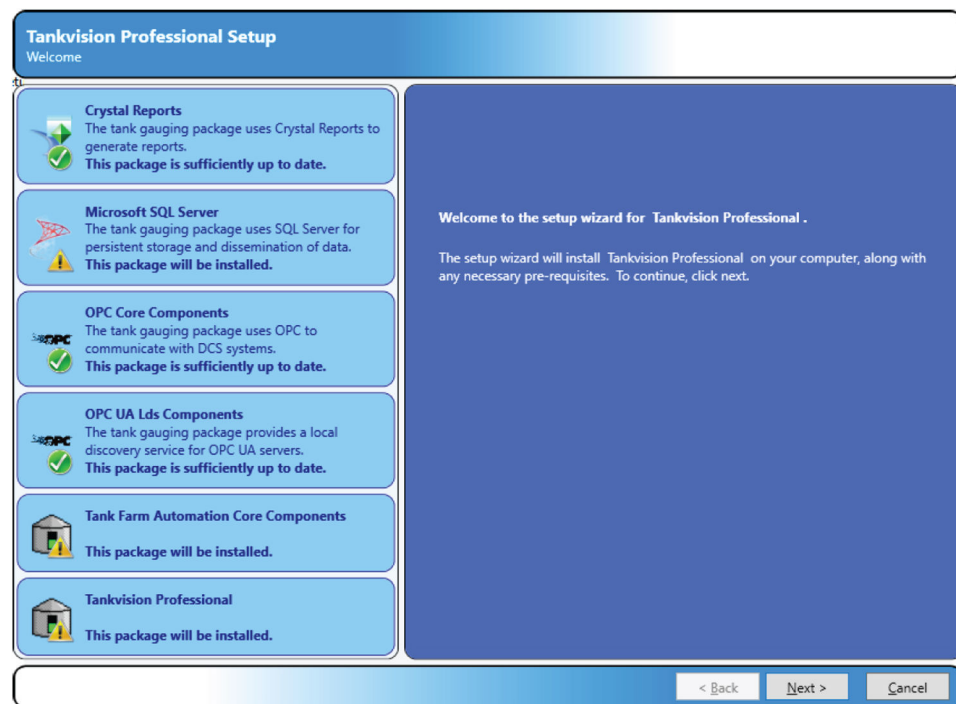 Tankvision Professional Setup
Welcome
Crystal Reports
The tank gauging package uses Crystal Reports to
generate reports.
This package is sufficiently up to date.
Microsoft SQL Server
The tank gauging package uses SQL Server for
persistent storage and dissemination of data.
This package will be installed.
OPC Core Components
The tank gauging package uses OPC to
communicate with DCS systems.
This package is sufficiently up to date.
OPC
OPC UA Lds Components
The tank gauging package provides a local
discovery service for OPC UA servers.
This package is sufficiently up to date.
OPC
Tank Farm Automation Core Components
This package will be installed.
Tankvision Professional
This package will be installed.
Welcome to the setup wizard for  Tankvision Professional .
The setup wizard will install  Tankvision Professional  on your computer, along with
any necessary pre-requisites.  To continue, click next.
< Back
Next >
Cancel